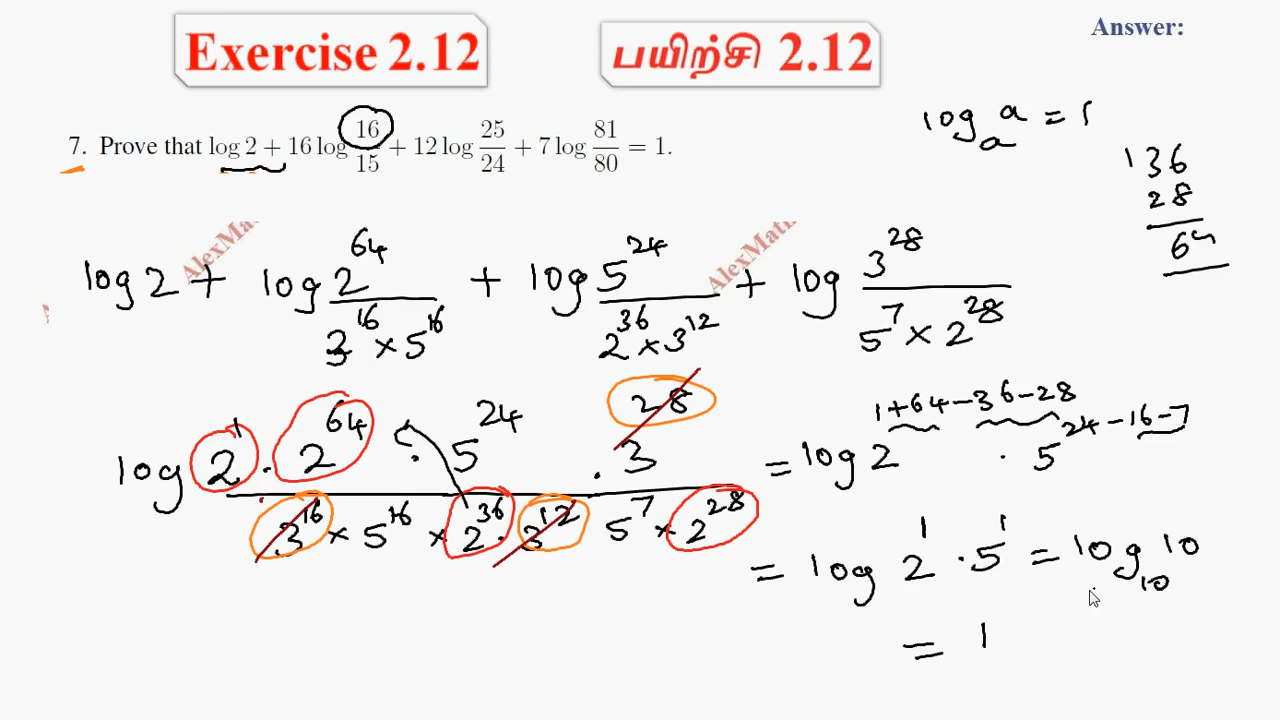 Answer:
Exercise 2.12
பயிற்சி 2.12
log_a a = 1
7. Prove that log 2 + 16 log 16/15 + 12 log 25/24 + 7 log 81/80 = 1.
136
28
64
AlexMat
AlexMat
log 2 + log 2^64/(3^16 × 5^16) + log 5^24/(2^36 × 3^12) + log 3^28/(5^7 × 2^28)
log (2^1 · 2^64 · 5^24 · 3^28)/(3^16 × 5^16 × 2^36 · 3^12 5^7 × 2^28) = log 2^(1+64-36-28) · 5^(24-16-7)
= log 2^1 · 5^1 = log_10 10
= 1